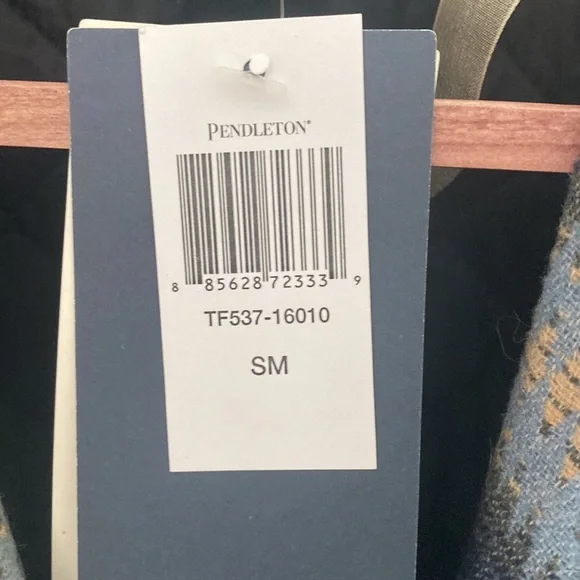 PENDLETON®
8 85628 72333 9
TF537-16010
SM